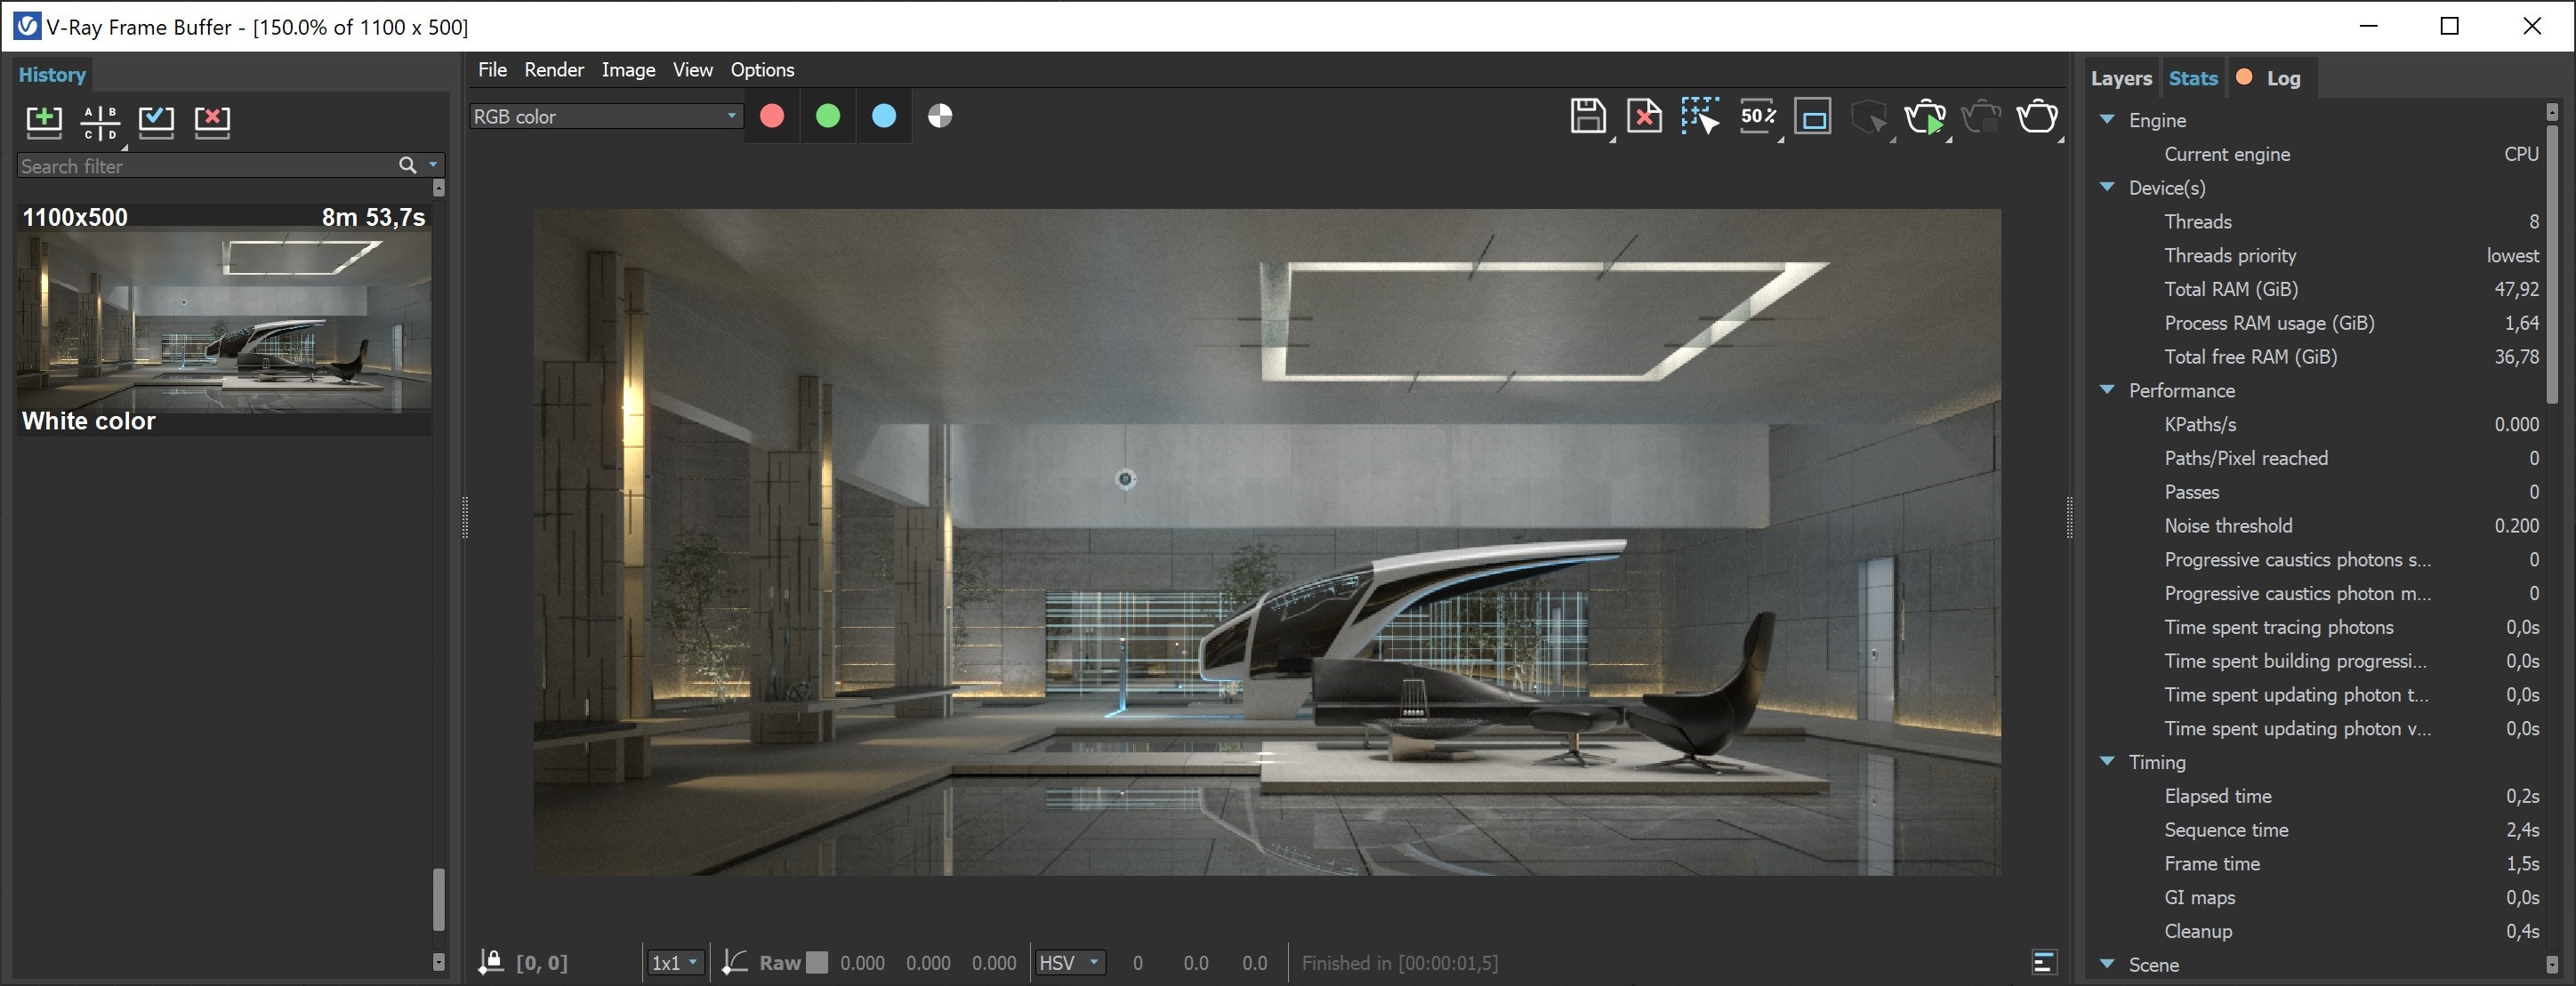 V-Ray Frame Buffer - [150.0% of 1100 x 500]
History
A B
C D
Search filter
1100x500 8m 53,7s
White color
File Render Image View Options
RGB color
50%
[0, 0] 1x1 Raw 0.000 0.000 0.000 HSV 0 0.0 0.0 Finished in [00:00:01,5]
Layers Stats Log
Engine
Current engine CPU
Device(s)
Threads 8
Threads priority lowest
Total RAM (GiB) 47,92
Process RAM usage (GiB) 1,64
Total free RAM (GiB) 36,78
Performance
KPaths/s 0.000
Paths/Pixel reached 0
Passes 0
Noise threshold 0.200
Progressive caustics photons s... 0
Progressive caustics photon m... 0
Time spent tracing photons 0,0s
Time spent building progressi... 0,0s
Time spent updating photon t... 0,0s
Time spent updating photon v... 0,0s
Timing
Elapsed time 0,2s
Sequence time 2,4s
Frame time 1,5s
GI maps 0,0s
Cleanup 0,4s
Scene